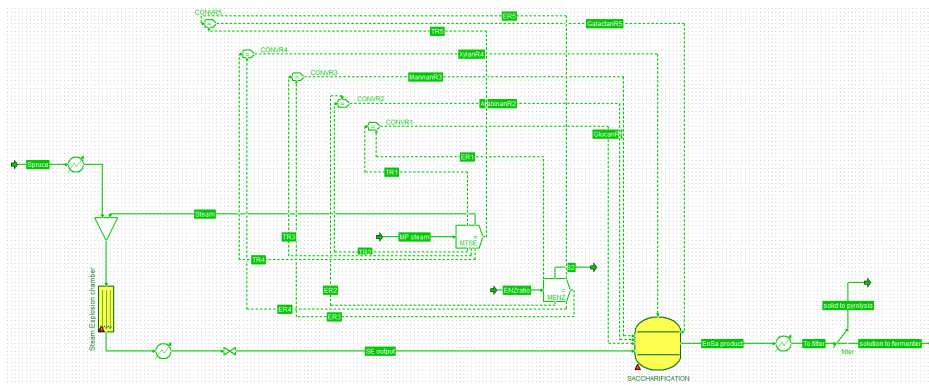 CONVR5
ER5
GalactanR5
TR5
CONVR4
XylanR4
CONVR3
MannanR3
CONVR2
ArabinanR2
CONVR1
ER1
Spruce
TR1
Steam
MP steam
MTSE
TR3
TR2
TR4
ENZratio
MENZ
ER2
ER4
ER3
Steam Explosion chamber
solid to pyrolysis
SE output
EnSa product
To filter
filter
solution to fermenter
SACCHARIFICATION